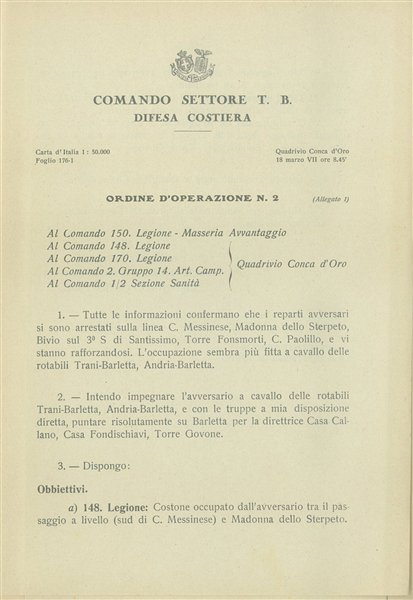 COMANDO SETTORE T. B.
DIFESA COSTIERA
Carta d'Italia 1 : 50.000
Foglio 176-I
Quadrivio Conca d'Oro
18 marzo VII ore 8.45'
ORDINE D'OPERAZIONE N. 2
(Allegato 1)
Al Comando 150. Legione - Masseria Avvantaggio
Al Comando 148. Legione
Al Comando 170. Legione
Al Comando 2. Gruppo 14. Art. Camp.
Al Comando 1/2 Sezione Sanità
Quadrivio Conca d'Oro
1. — Tutte le informazioni confermano che i reparti avversari
si sono arrestati sulla linea C. Messinese, Madonna dello Sterpeto,
Bivio sul 3º S di Santissimo, Torre Fonsmorti, C. Paolillo, e vi
stanno rafforzandosi. L'occupazione sembra più fitta a cavallo delle
rotabili Trani-Barletta, Andria-Barletta.
2. — Intendo impegnare l'avversario a cavallo delle rotabili
Trani-Barletta, Andria-Barletta, e con le truppe a mia disposizione
diretta, puntare risolutamente su Barletta per la direttrice Casa Cal-
lano, Casa Fondischiavi, Torre Govone.
3. — Dispongo:
Obbiettivi.
a) 148. Legione: Costone occupato dall'avversario tra il pas-
saggio a livello (sud di C. Messinese) e Madonna dello Sterpeto.